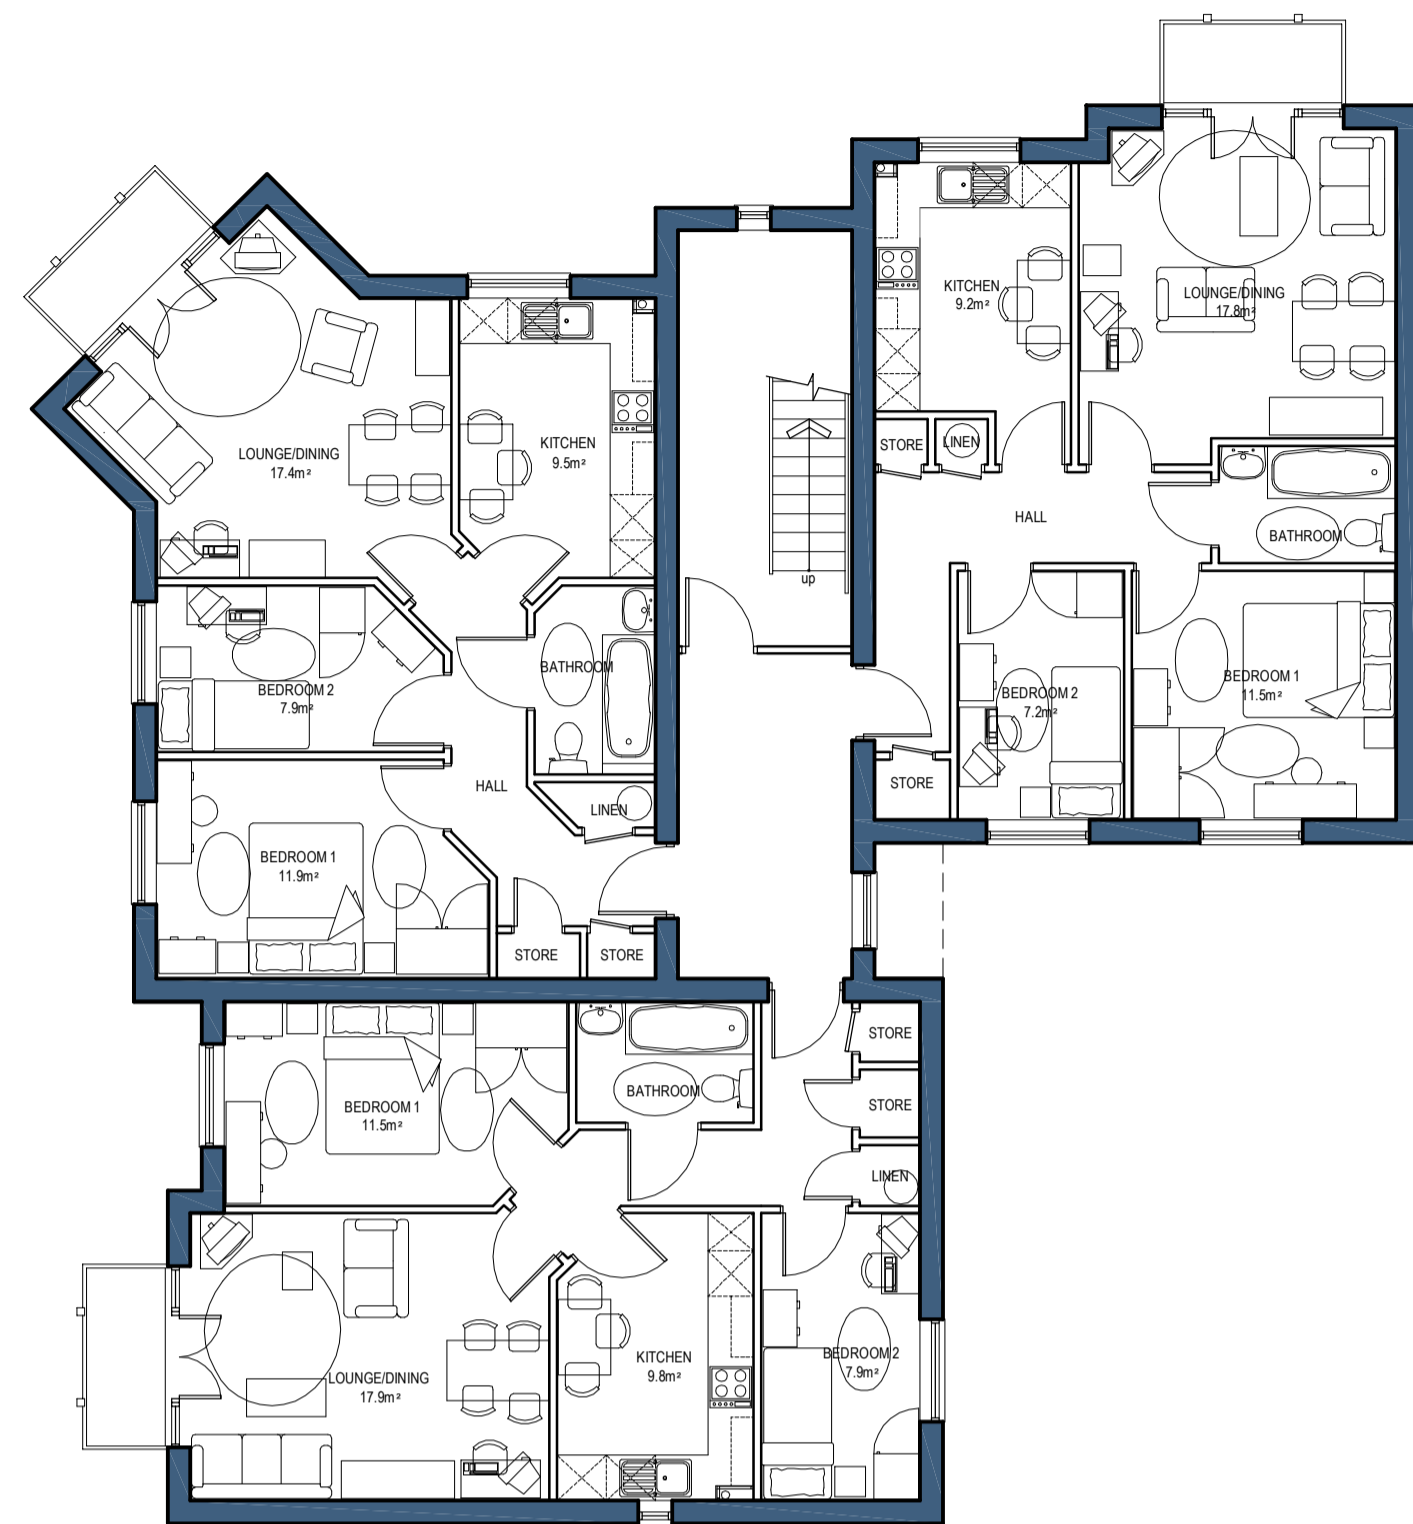 KITCHEN
9.2m²
LOUNGE/DINING
17.8m²
STORE
LINEN
HALL
BATHROOM
BEDROOM 2
7.2m²
BEDROOM 1
11.5m²
STORE
up
LOUNGE/DINING
17.4m²
KITCHEN
9.5m²
BEDROOM 2
7.9m²
BATHROOM
HALL
LINEN
BEDROOM 1
11.9m²
STORE
STORE
BEDROOM 1
11.5m²
BATHROOM
STORE
STORE
LINEN
LOUNGE/DINING
17.9m²
KITCHEN
9.8m²
BEDROOM 2
7.9m²